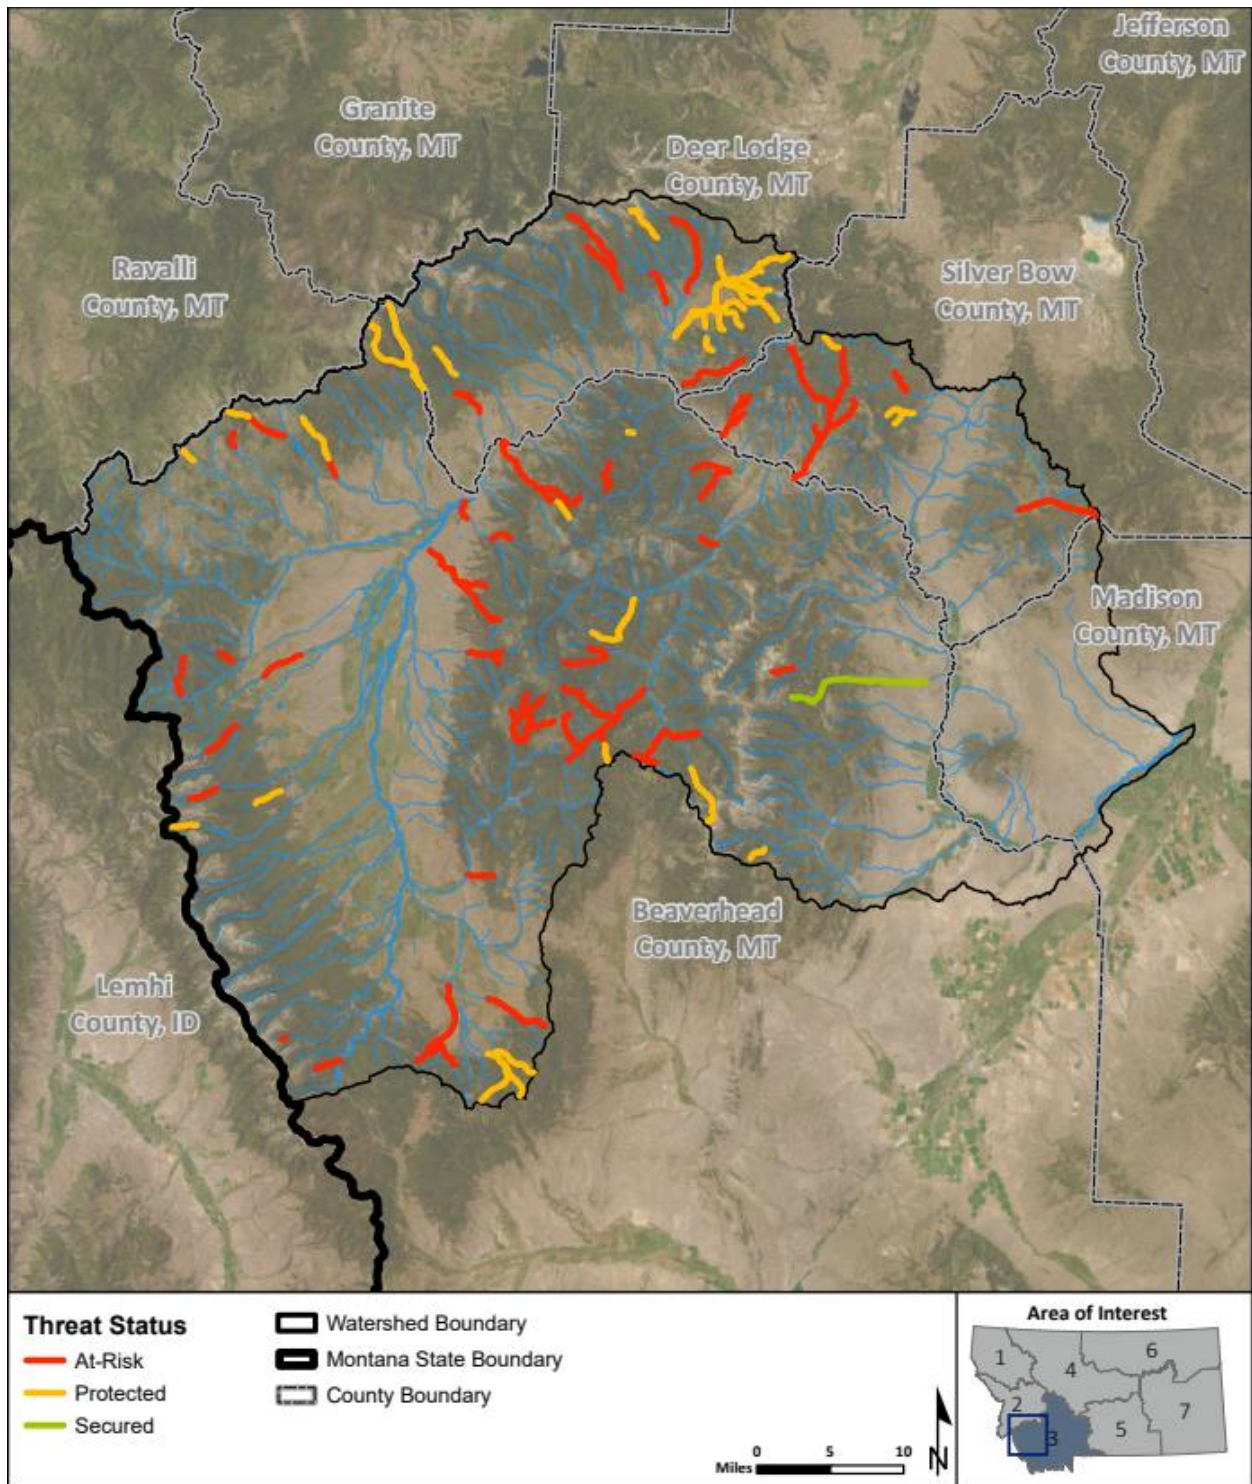 Jefferson
County, MT
Granite
County, MT
Deer Lodge
County, MT
Ravalli
County, MT
Silver Bow
County, MT
Madison
County, MT
Beaverhead
County, MT
Lemhi
County, ID
Threat Status
At-Risk
Protected
Secured
Watershed Boundary
Montana State Boundary
County Boundary
0 5 10
Miles
N
Area of Interest
1
2
3
4
5
6
7